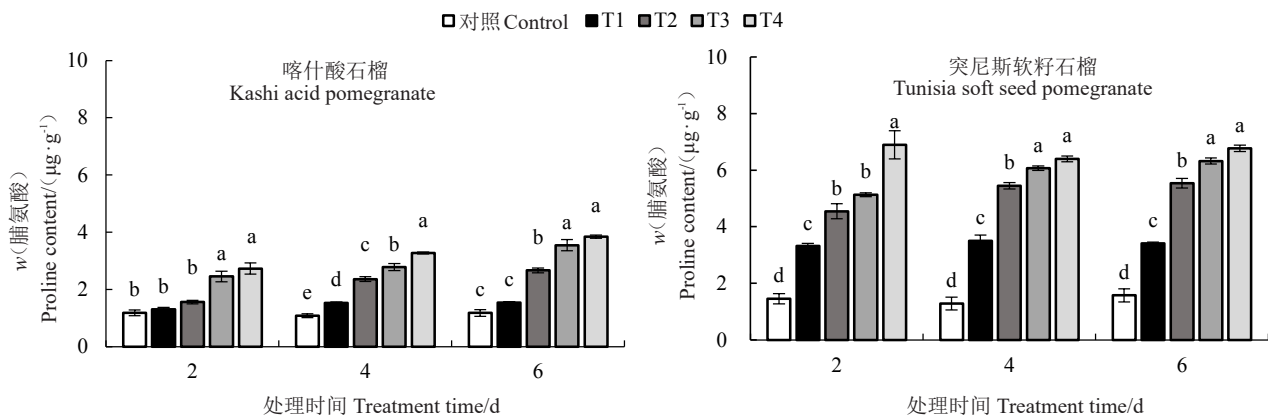 对照 Control T1 T2 T3 T4
喀什酸石榴
Kashi acid pomegranate
w(脯氨酸)
Proline content/(μg·g⁻¹)
10
8
6
4
2
0
b b b a a
e d c b a
c c b a a
2 4 6
处理时间 Treatment time/d
突尼斯软籽石榴
Tunisia soft seed pomegranate
w(脯氨酸)
Proline content/(μg·g⁻¹)
10
8
6
4
2
0
d c b b a
d c b a a
d c b a a
2 4 6
处理时间 Treatment time/d